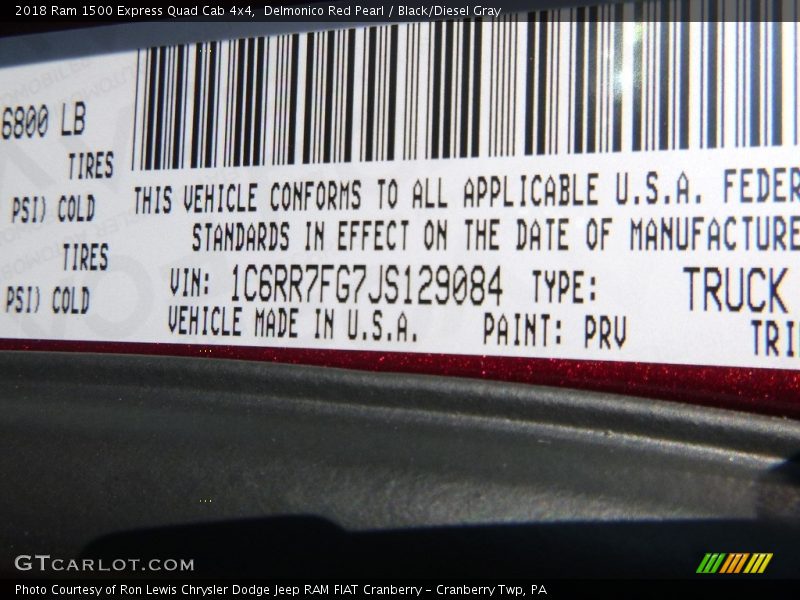 2018 Ram 1500 Express Quad Cab 4x4,  Delmonico Red Pearl / Black/Diesel Gray
6800 LB
TIRES
PSI) COLD
TIRES
PSI) COLD
THIS VEHICLE CONFORMS TO ALL APPLICABLE U.S.A. FEDER
STANDARDS IN EFFECT ON THE DATE OF MANUFACTURE
VIN: 1C6RR7FG7JS129084 TYPE: TRUCK
VEHICLE MADE IN U.S.A. PAINT: PRV
TRI
GTCARLOT.COM
Photo Courtesy of Ron Lewis Chrysler Dodge Jeep RAM FIAT Cranberry – Cranberry Twp, PA